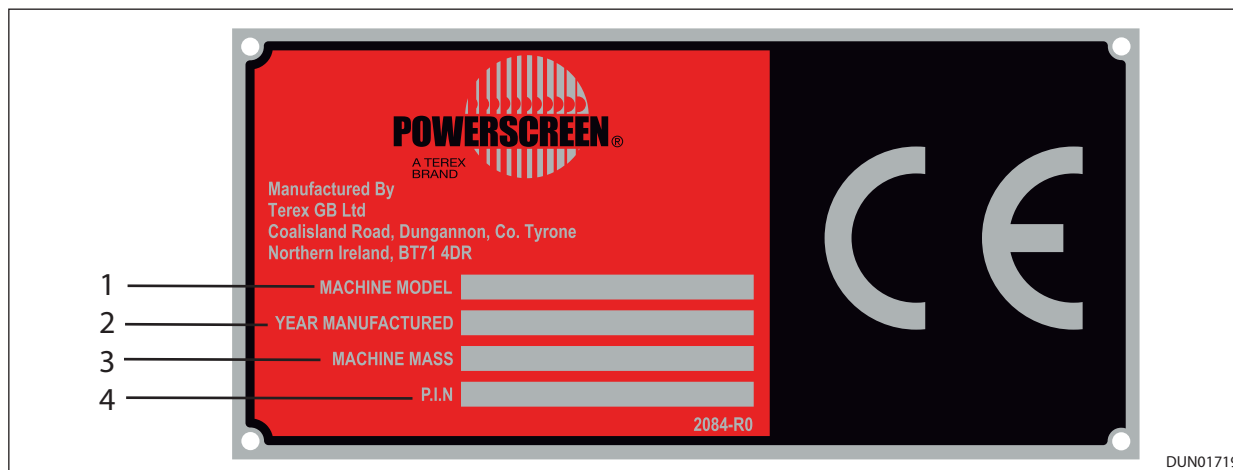 POWERSCREEN®
A TEREX
BRAND
Manufactured By
Terex GB Ltd
Coalisland Road, Dungannon, Co. Tyrone
Northern Ireland, BT71 4DR
1 MACHINE MODEL
2 YEAR MANUFACTURED
3 MACHINE MASS
4 P.I.N
2084-R0
CE
DUN01719